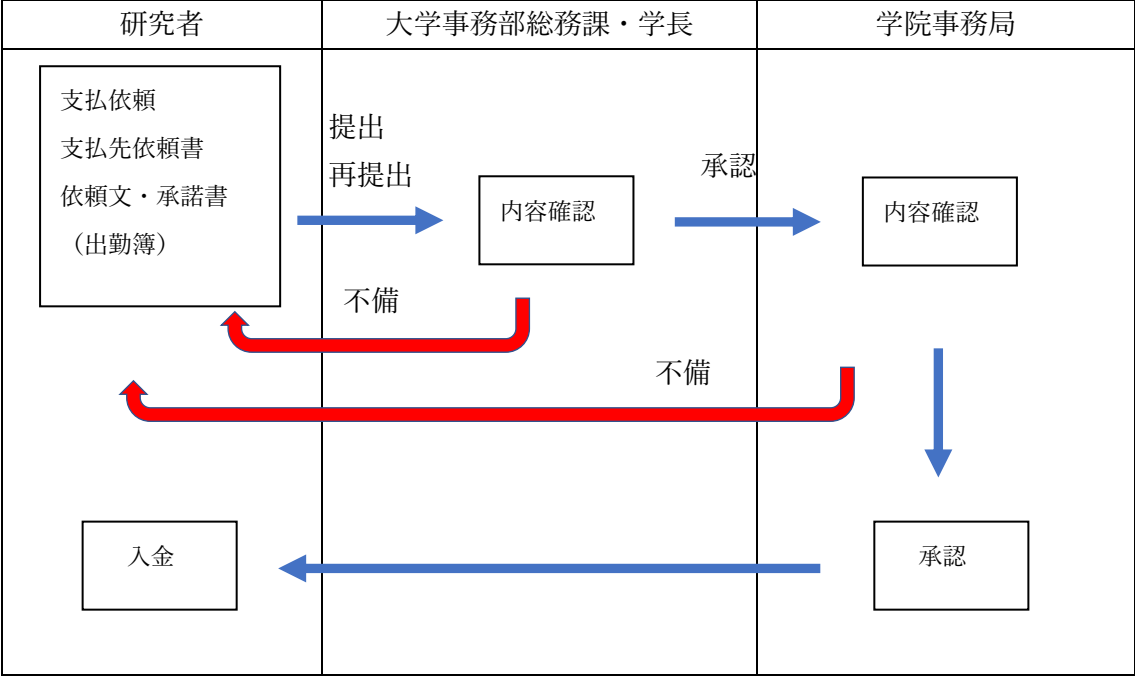 研究者
大学事務部総務課・学長
学院事務局
支払依頼
支払先依頼書
依頼文・承諾書
（出勤簿）
提出
再提出
内容確認
承認
内容確認
不備
不備
入金
承認